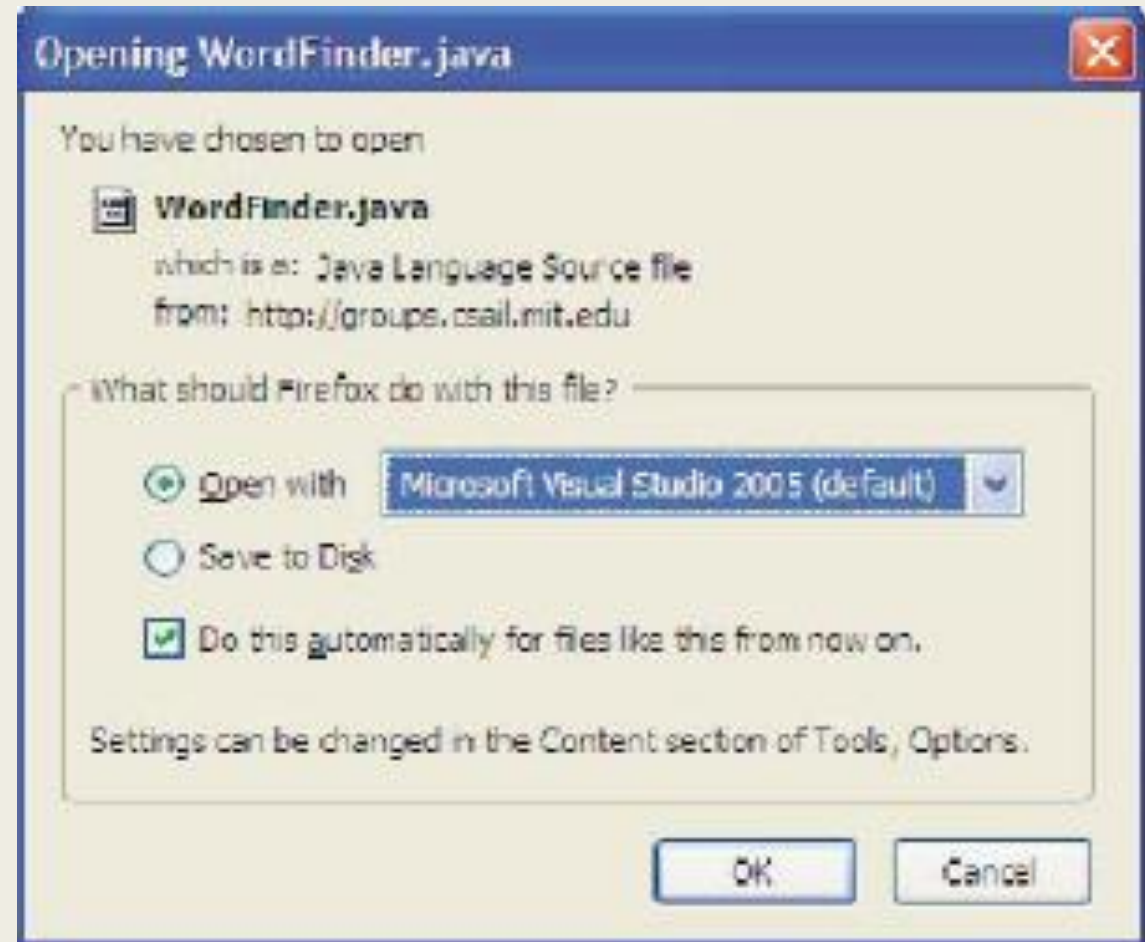 Opening WordFinder.java
You have chosen to open
WordFinder.java
which is a: Java Language Source file
from: http://groups.csail.mit.edu
What should Firefox do with this file?
Open with Microsoft Visual Studio 2005 (default)
Save to Disk
Do this automatically for files like this from now on.
Settings can be changed in the Content section of Tools, Options.
OK Cancel